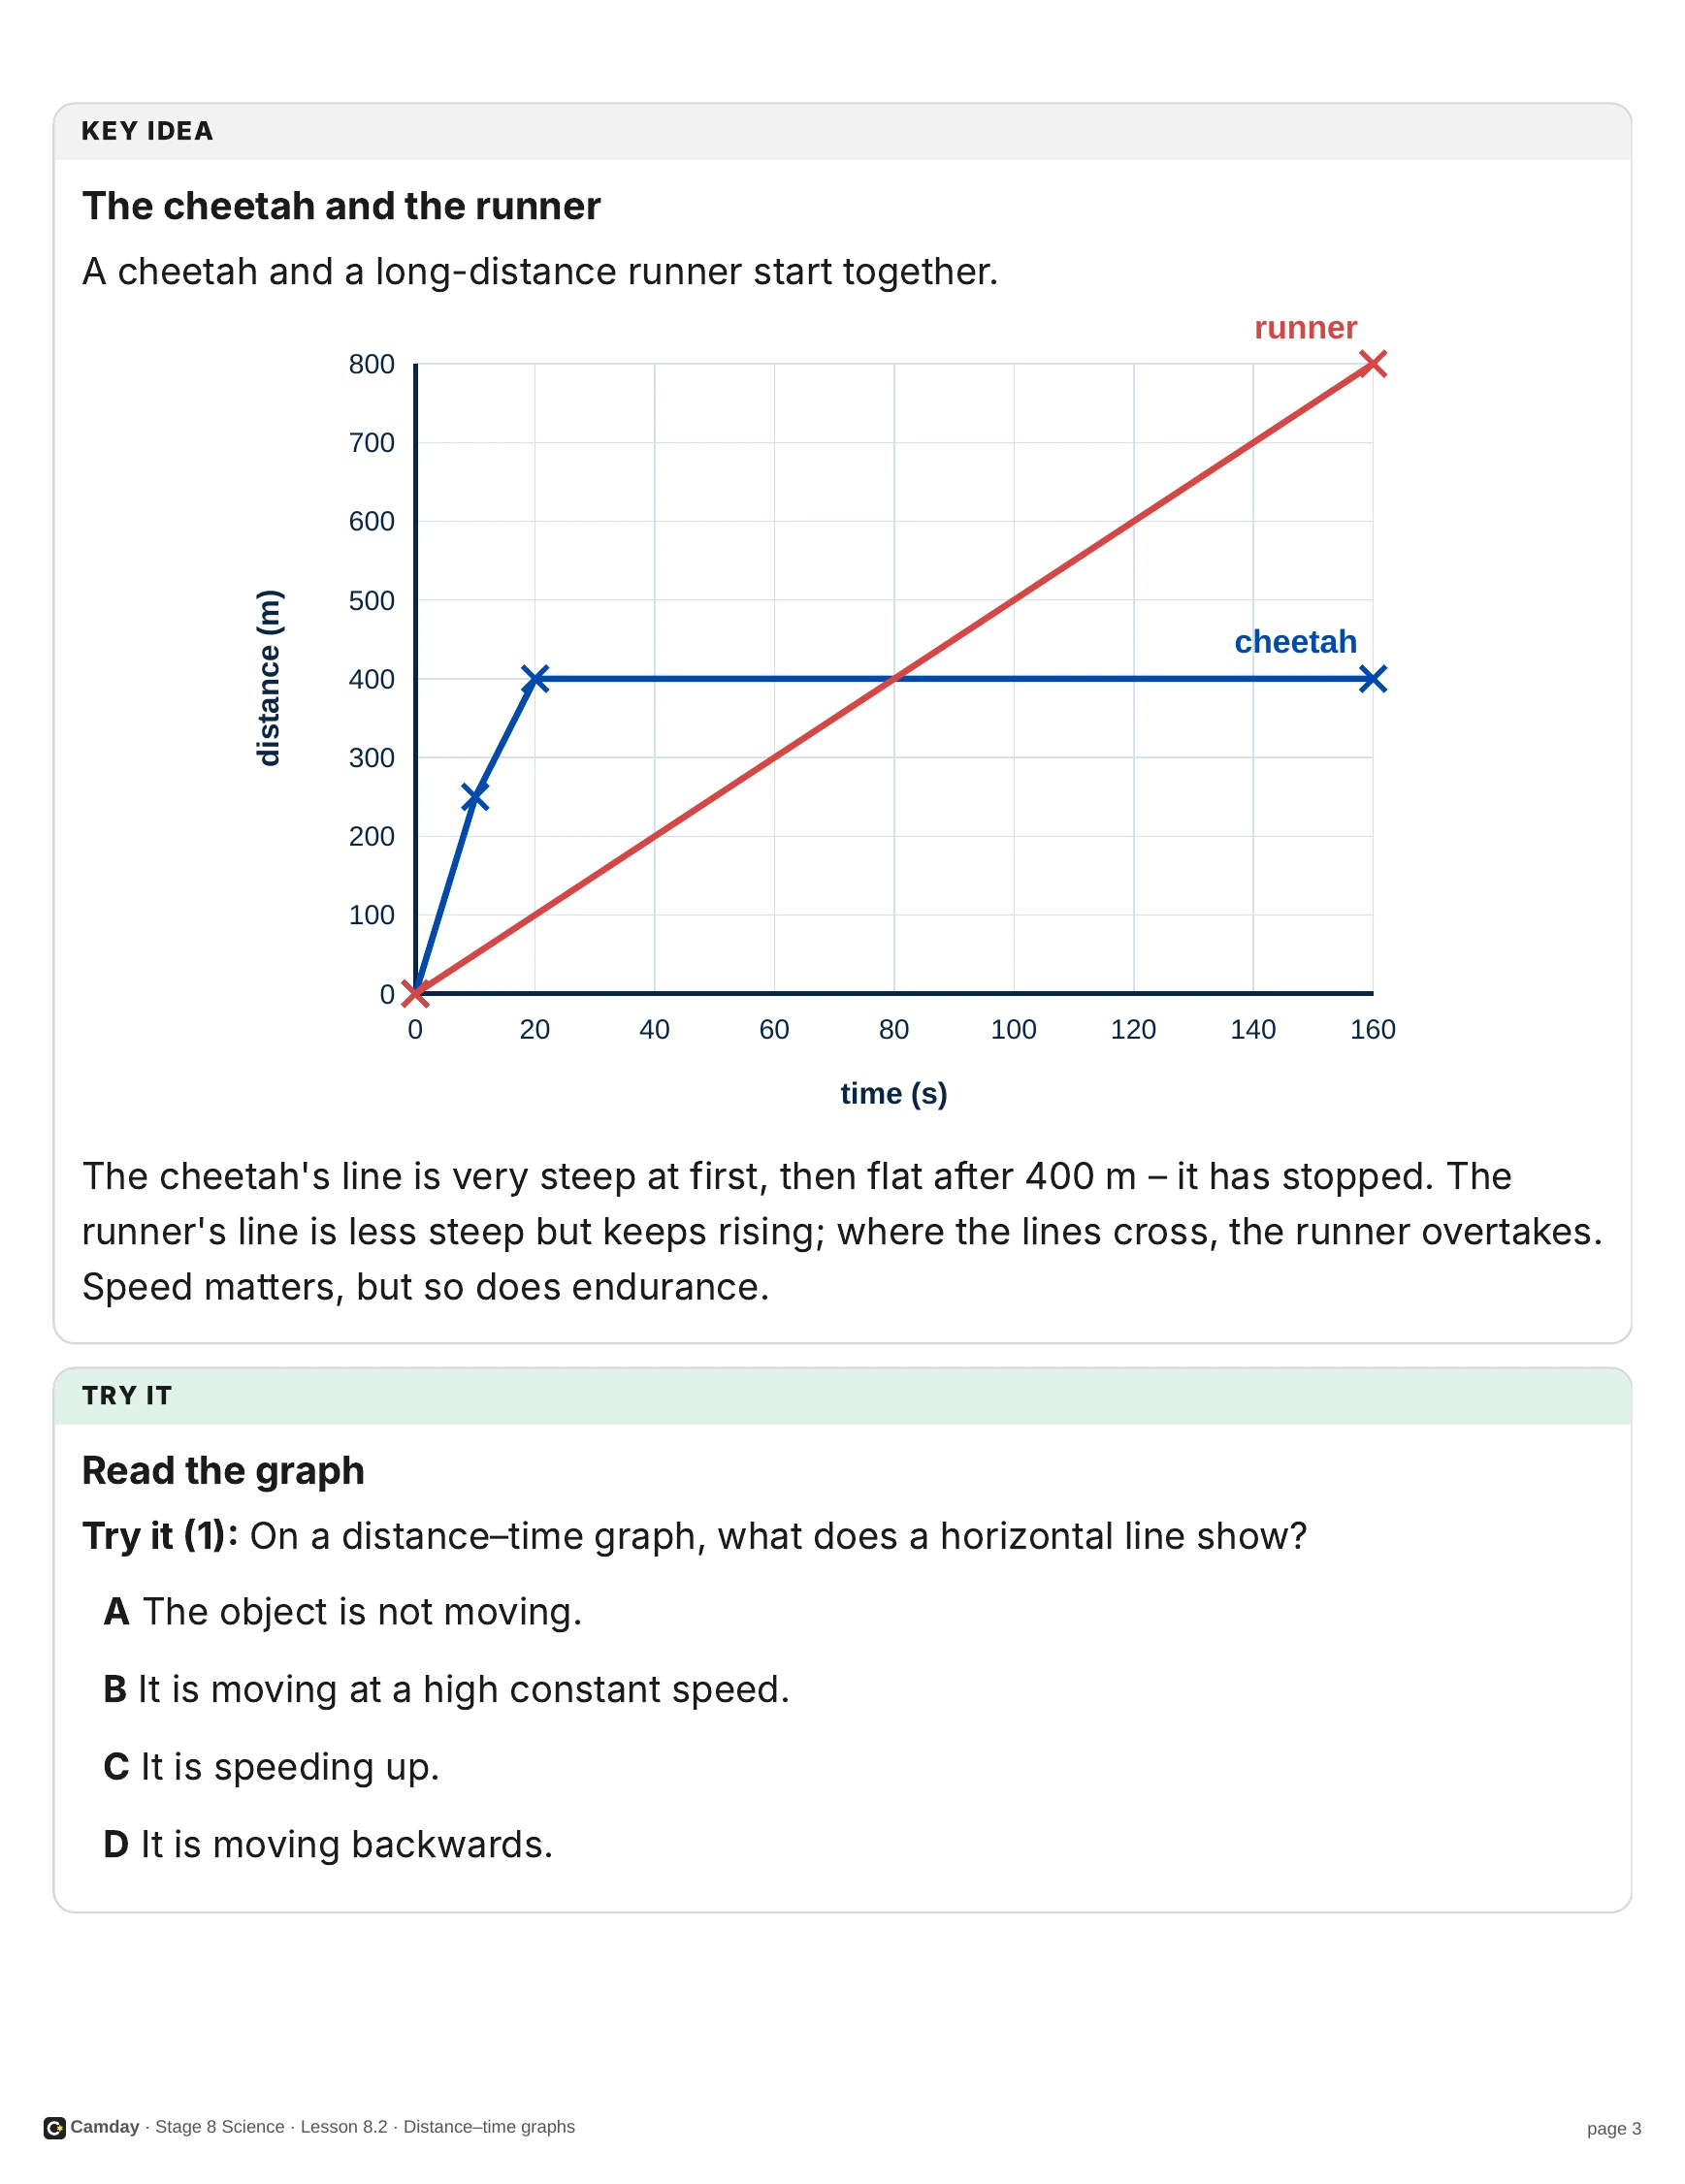 KEY IDEA
The cheetah and the runner
A cheetah and a long-distance runner start together.
runner
800
700
600
500
cheetah
400
300
200
100
0
distance (m)
0 20 40 60 80 100 120 140 160
time (s)
The cheetah's line is very steep at first, then flat after 400 m – it has stopped. The
runner's line is less steep but keeps rising; where the lines cross, the runner overtakes.
Speed matters, but so does endurance.
TRY IT
Read the graph
Try it (1): On a distance–time graph, what does a horizontal line show?
A The object is not moving.
B It is moving at a high constant speed.
C It is speeding up.
D It is moving backwards.
Camday · Stage 8 Science · Lesson 8.2 · Distance–time graphs
page 3